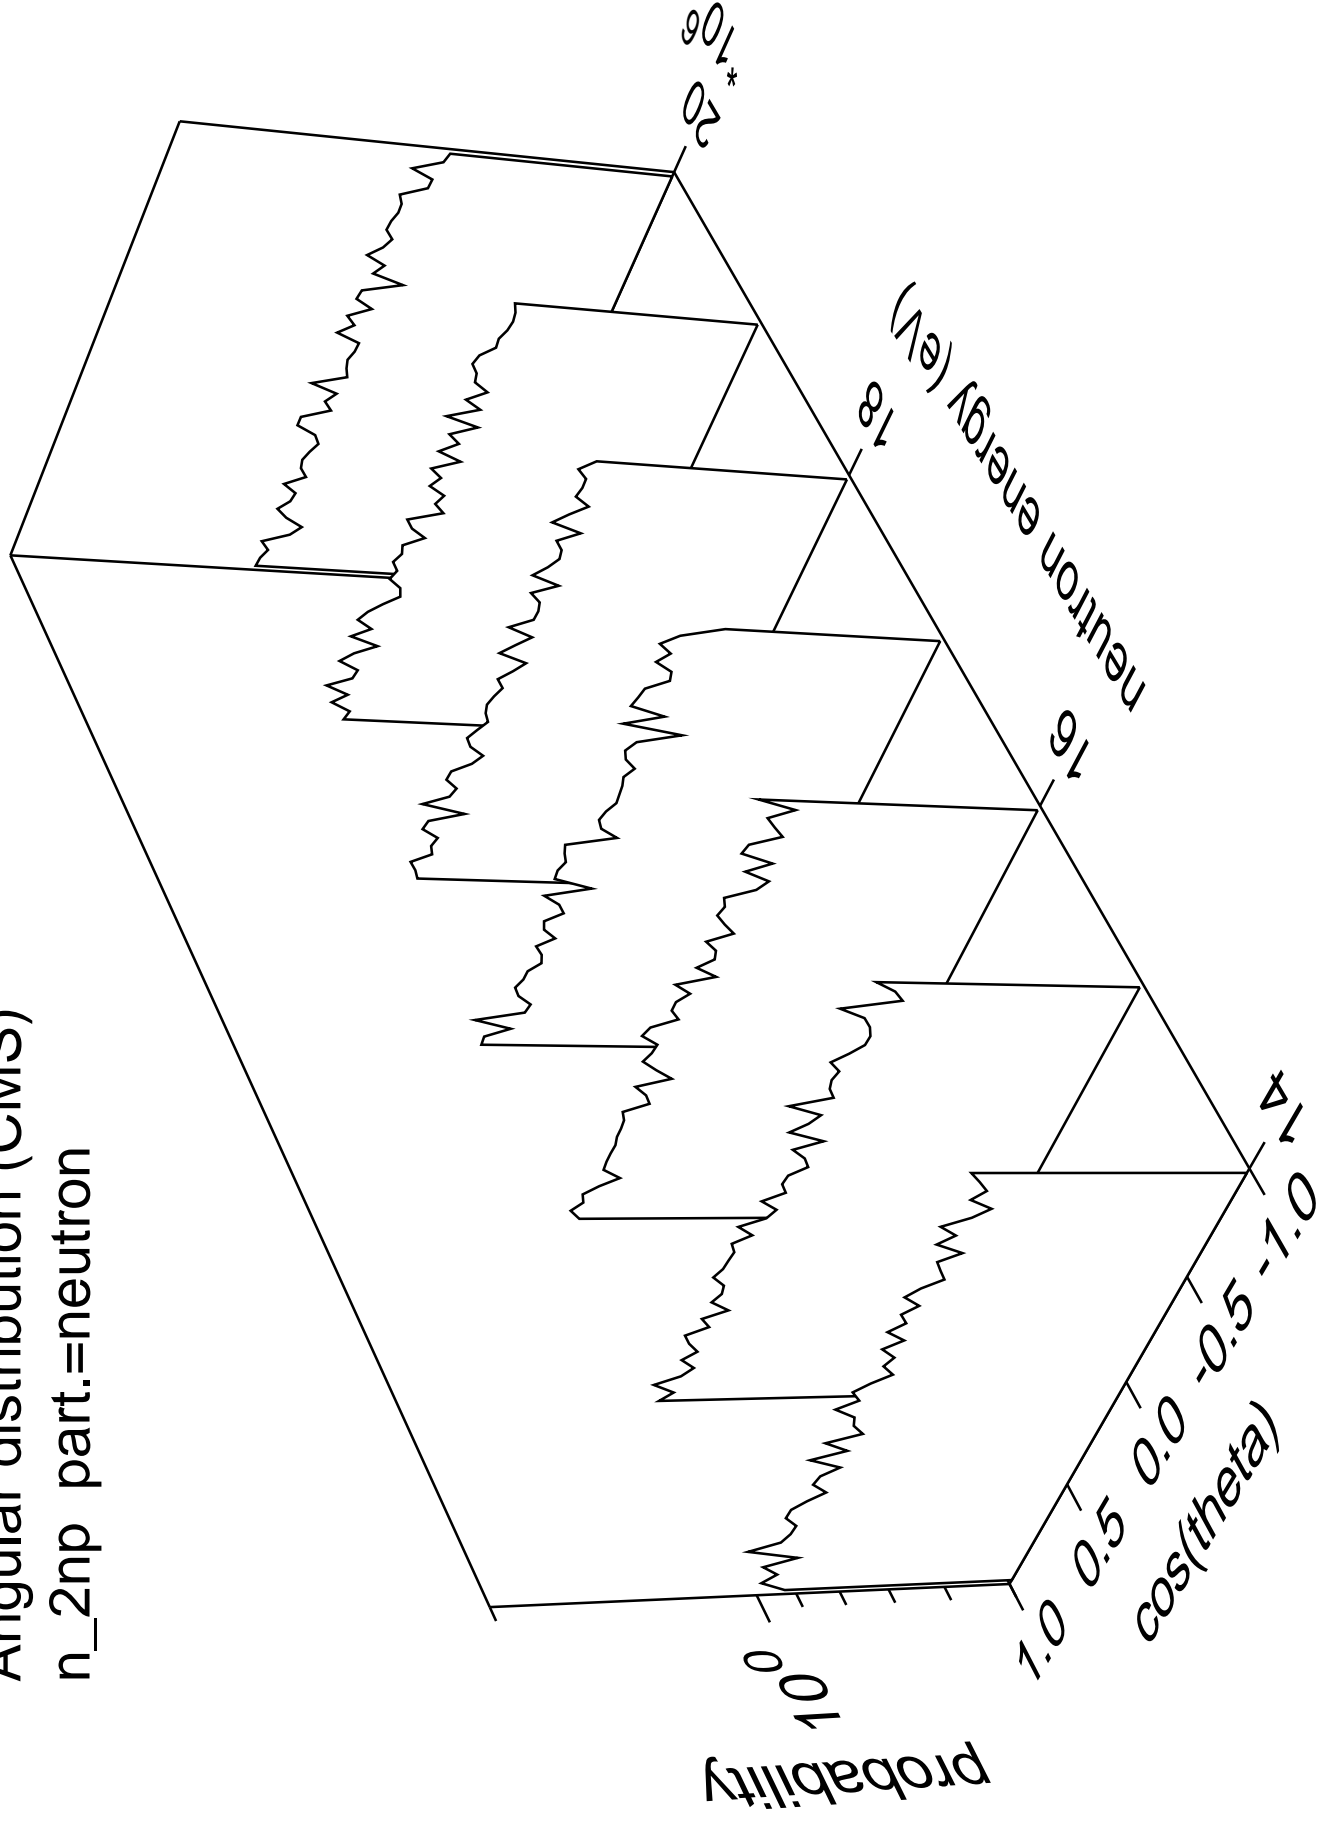 Angular distribution (CMS)
n_2np part.=neutron
probability
10^0
1.0 0.5 0.0 -0.5 -1.0
cos(theta)
14 16 18 20 *10^6
neutron energy (eV)